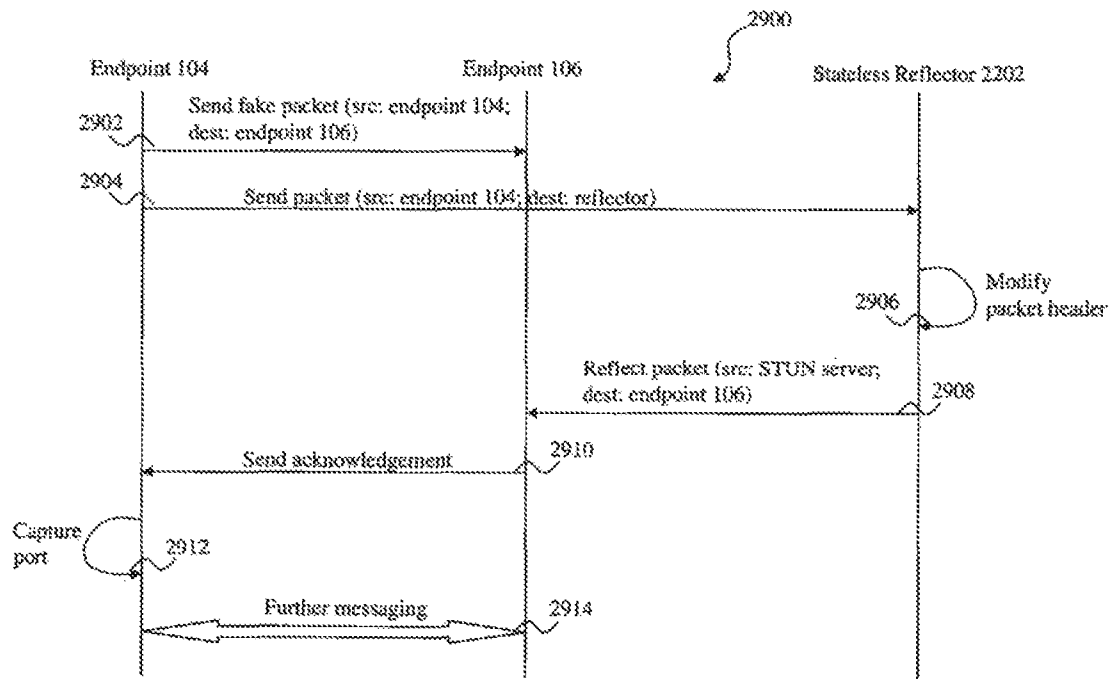 2900
Endpoint 104
Endpoint 106
Stateless Reflector 2202
Send fake packet (src: endpoint 104;
dest: endpoint 106)
2902
2904
Send packet (src: endpoint 104; dest: reflector)
Modify
packet header
2906
Reflect packet (src: STUN server;
dest: endpoint 106)
2908
Send acknowledgement
2910
Capture
port
2912
Further messaging
2914